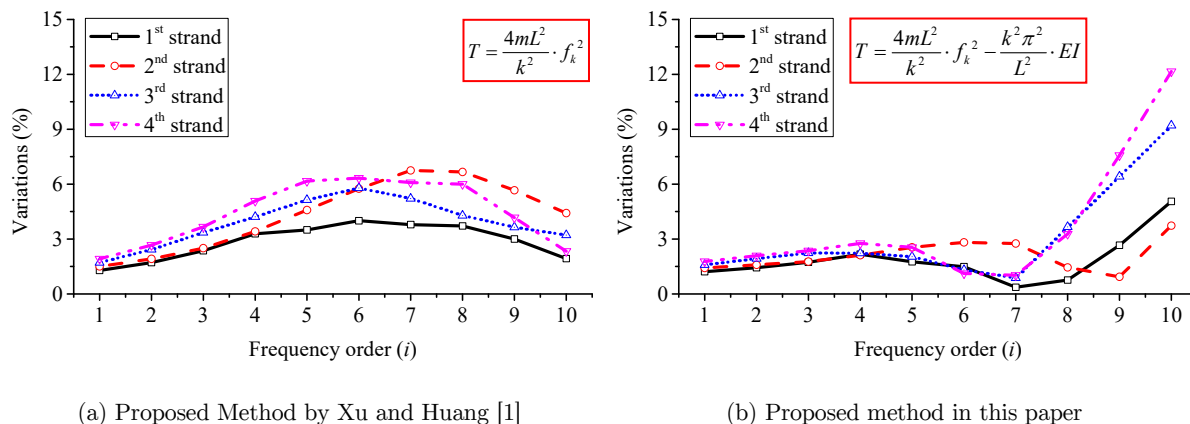 15
12
9
6
3
0
Variations (%)
1st strand
2nd strand
3rd strand
4th strand
T = 4mL²/k² · fₖ²
1 2 3 4 5 6 7 8 9 10
Frequency order (i)
(a) Proposed Method by Xu and Huang [1]
15
12
9
6
3
0
Variations (%)
1st strand
2nd strand
3rd strand
4th strand
T = 4mL²/k² · fₖ² − k²π²/L² · EI
1 2 3 4 5 6 7 8 9 10
Frequency order (i)
(b) Proposed method in this paper